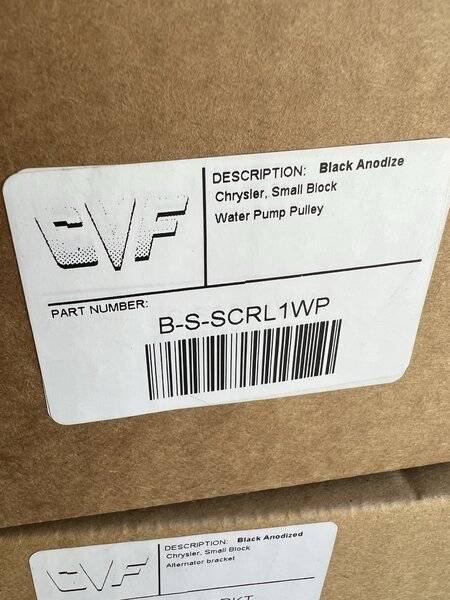 CVF
DESCRIPTION: Black Anodize
Chrysler, Small Block
Water Pump Pulley
PART NUMBER:
B-S-SCRL1WP
CVF
DESCRIPTION: Black Anodized
Chrysler, Small Block
Alternator bracket